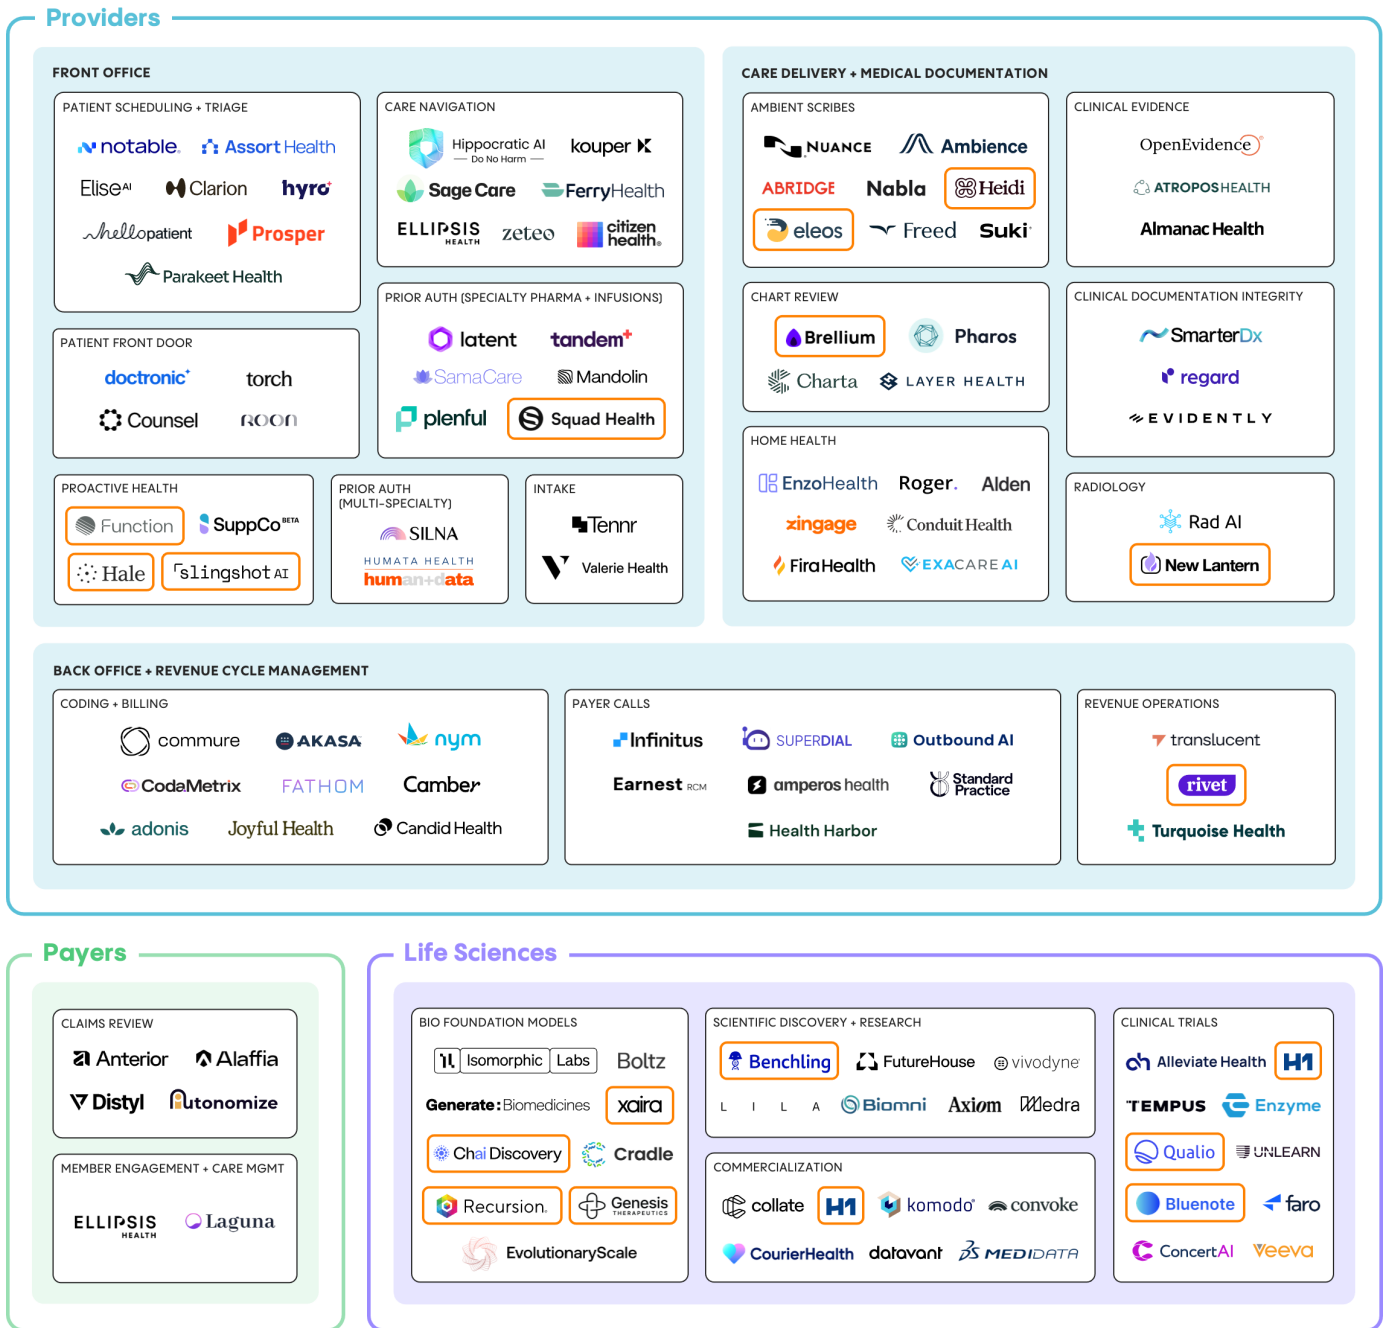 Providers
FRONT OFFICE
PATIENT SCHEDULING + TRIAGE
notable.
Assort Health
EliseAI
Clarion
hyro
hellopatient
Prosper
Parakeet Health
CARE NAVIGATION
Hippocratic AI
Do No Harm
kouper
Sage Care
FerryHealth
ELLIPSIS
HEALTH
zeteo
citizen
health®
PATIENT FRONT DOOR
doctronic
torch
Counsel
ROON
PRIOR AUTH (SPECIALTY PHARMA + INFUSIONS)
latent
tandem+
SamaCare
Mandolin
plenful
Squad Health
PROACTIVE HEALTH
Function
SuppCo BETA
Hale
slingshot AI
PRIOR AUTH
(MULTI-SPECIALTY)
SILNA
HUMATA HEALTH
human+data
INTAKE
Tennr
Valerie Health
CARE DELIVERY + MEDICAL DOCUMENTATION
AMBIENT SCRIBES
NUANCE
Ambience
ABRIDGE
Nabla
Heidi
eleos
Freed
Suki
CLINICAL EVIDENCE
OpenEvidence®
ATROPOS HEALTH
Almanac Health
CHART REVIEW
Brellium
Pharos
Charta
LAYER HEALTH
CLINICAL DOCUMENTATION INTEGRITY
SmarterDx
regard
EVIDENTLY
HOME HEALTH
EnzoHealth
Roger.
Alden
zingage
Conduit Health
Fira Health
EXACARE AI
RADIOLOGY
Rad AI
New Lantern
BACK OFFICE + REVENUE CYCLE MANAGEMENT
CODING + BILLING
commure
AKASA
nym
CodaMetrix
FATHOM
Camber
adonis
Joyful Health
Candid Health
PAYER CALLS
Infinitus
SUPERDIAL
Outbound AI
Earnest RCM
amperos health
Standard
Practice
Health Harbor
REVENUE OPERATIONS
translucent
rivet
Turquoise Health
Payers
CLAIMS REVIEW
Anterior
Alaffia
Distyl
Autonomize
MEMBER ENGAGEMENT + CARE MGMT
ELLIPSIS
HEALTH
Laguna
Life Sciences
BIO FOUNDATION MODELS
Isomorphic Labs
Boltz
Generate:Biomedicines
xaira
Chai Discovery
Cradle
Recursion.
Genesis
THERAPEUTICS
EvolutionaryScale
SCIENTIFIC DISCOVERY + RESEARCH
Benchling
FutureHouse
vivodyne
LILA
Biomni
Axiom
Medra
COMMERCIALIZATION
collate
H1
komodo
convoke
CourierHealth
datavant
MEDIDATA
CLINICAL TRIALS
Alleviate Health
H1
TEMPUS
Enzyme
Qualio
UNLEARN
Bluenote
faro
ConcertAI
Veeva